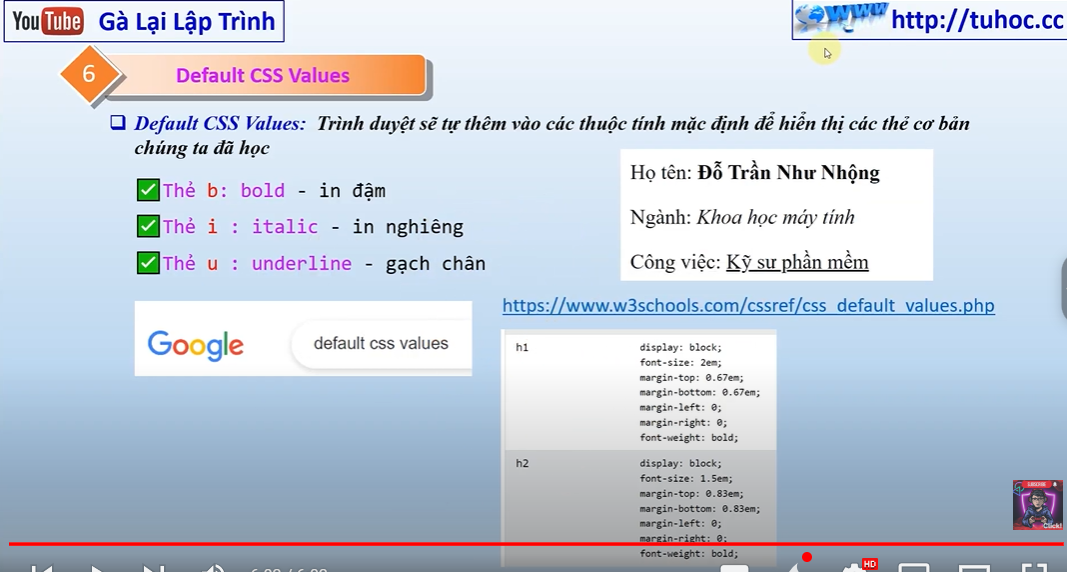 YouTube Gà Lại Lập Trình
WWW http://tuhoc.cc
6 Default CSS Values
Default CSS Values: Trình duyệt sẽ tự thêm vào các thuộc tính mặc định để hiển thị các thẻ cơ bản
chúng ta đã học
Thẻ b: bold - in đậm
Thẻ i : italic - in nghiêng
Thẻ u : underline - gạch chân
Họ tên: Đỗ Trần Như Nhộng
Ngành: Khoa học máy tính
Công việc: Kỹ sư phần mềm
Google default css values
https://www.w3schools.com/cssref/css_default_values.php
h1 display: block;
font-size: 2em;
margin-top: 0.67em;
margin-bottom: 0.67em;
margin-left: 0;
margin-right: 0;
font-weight: bold;
h2 display: block;
font-size: 1.5em;
margin-top: 0.83em;
margin-bottom: 0.83em;
margin-left: 0;
margin-right: 0;
font-weight: bold;
SUBSCRIBE
Click!
HD